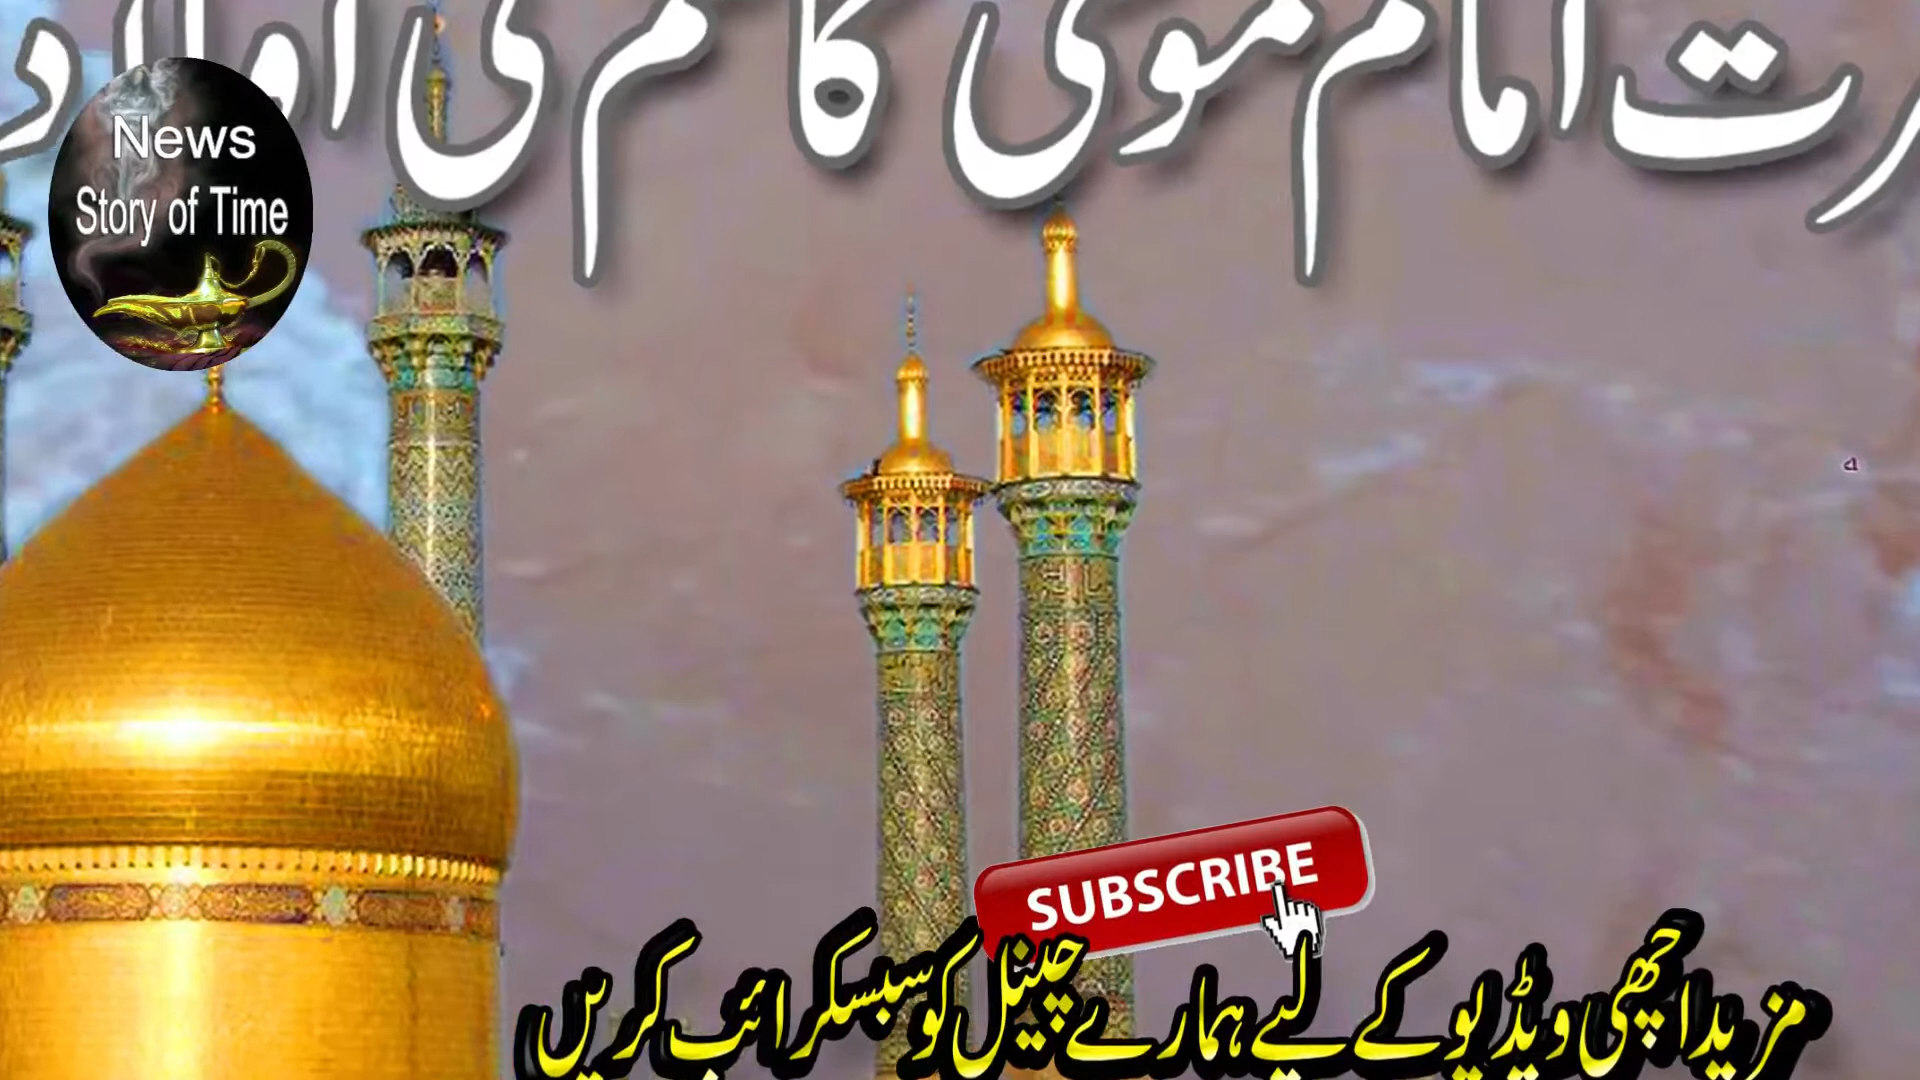 امام موسیٰ کاظم کی اولاد
News
Story of Time
SUBSCRIBE
مزید اچھی ویڈیو کے لیے ہمارے چینل کو سبسکرائب کریں